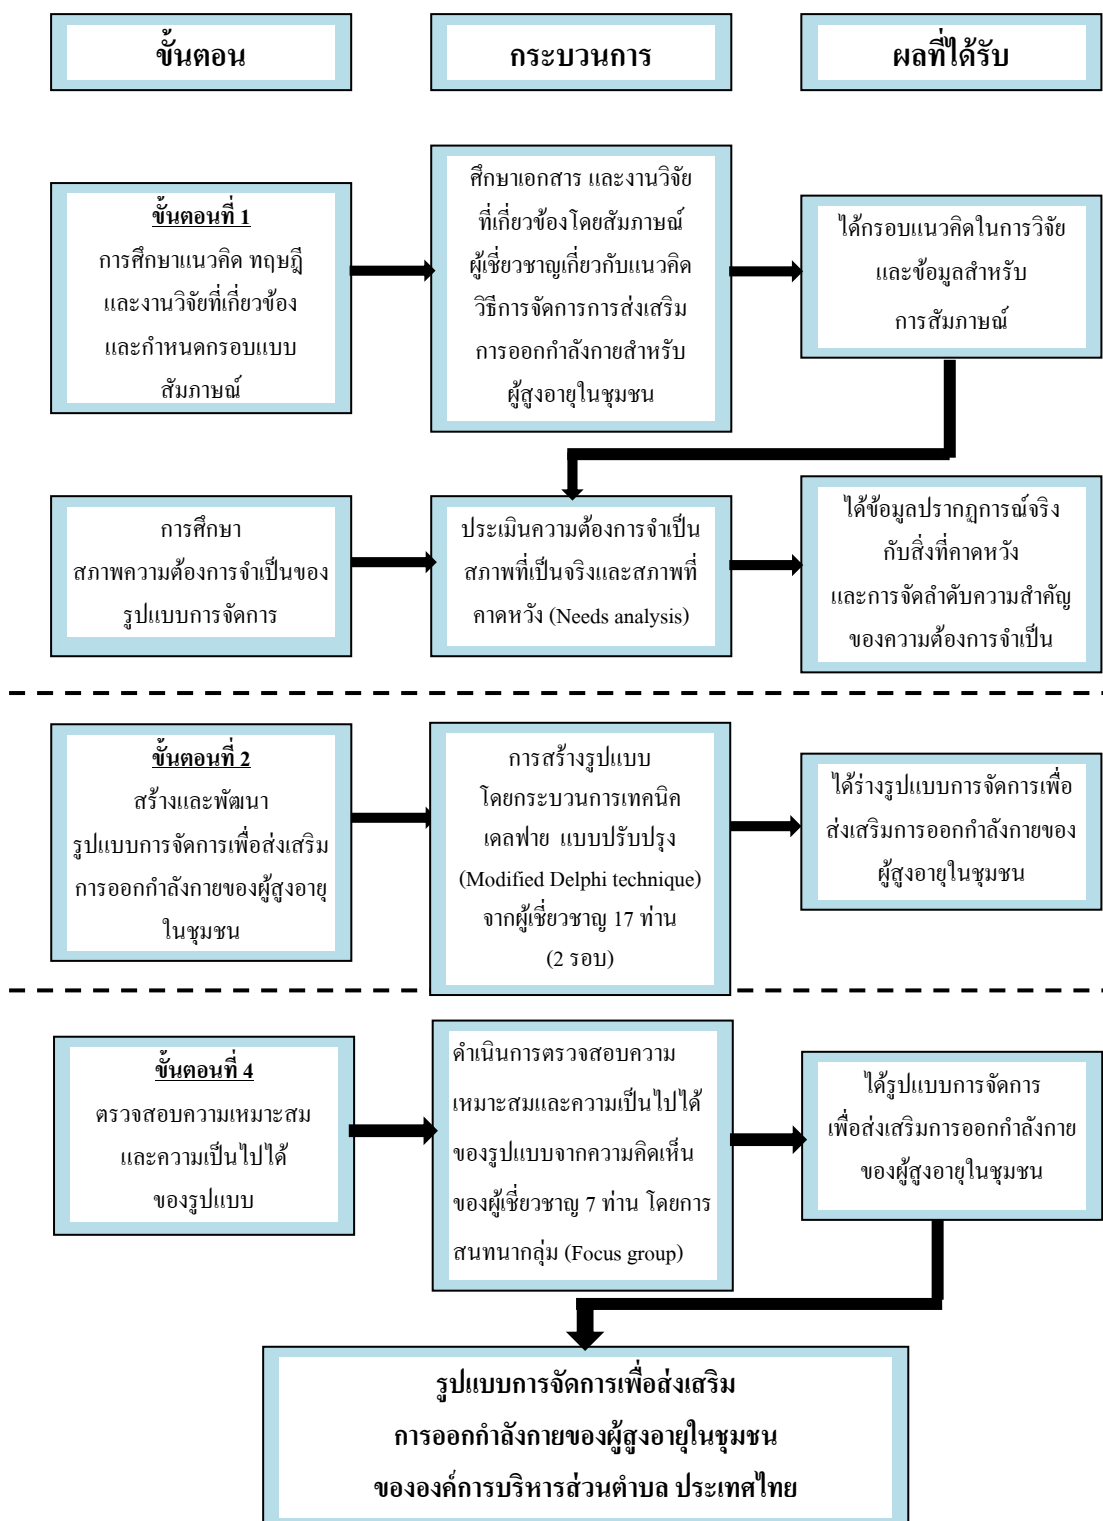 ขั้นตอน
กระบวนการ
ผลที่ได้รับ
ขั้นตอนที่ 1
การศึกษาแนวคิด ทฤษฎี
และงานวิจัยที่เกี่ยวข้อง
และกำหนดกรอบแบบ
สัมภาษณ์
ศึกษาเอกสาร และงานวิจัย
ที่เกี่ยวข้องโดยสัมภาษณ์
ผู้เชี่ยวชาญเกี่ยวกับแนวคิด
วิธีการจัดการการส่งเสริม
การออกกำลังกายสำหรับ
ผู้สูงอายุในชุมชน
ได้กรอบแนวคิดในการวิจัย
และข้อมูลสำหรับ
การสัมภาษณ์
การศึกษา
สภาพความต้องการจำเป็นของ
รูปแบบการจัดการ
ประเมินความต้องการจำเป็น
สภาพที่เป็นจริงและสภาพที่
คาดหวัง (Needs analysis)
ได้ข้อมูลปรากฏการณ์จริง
กับสิ่งที่คาดหวัง
และการจัดลำดับความสำคัญ
ของความต้องการจำเป็น
ขั้นตอนที่ 2
สร้างและพัฒนา
รูปแบบการจัดการเพื่อส่งเสริม
การออกกำลังกายของผู้สูงอายุ
ในชุมชน
การสร้างรูปแบบ
โดยกระบวนการเทคนิค
เดลฟาย แบบปรับปรุง
(Modified Delphi technique)
จากผู้เชี่ยวชาญ 17 ท่าน
(2 รอบ)
ได้ร่างรูปแบบการจัดการเพื่อ
ส่งเสริมการออกกำลังกายของ
ผู้สูงอายุในชุมชน
ขั้นตอนที่ 4
ตรวจสอบความเหมาะสม
และความเป็นไปได้
ของรูปแบบ
ดำเนินการตรวจสอบความ
เหมาะสมและความเป็นไปได้
ของรูปแบบจากความคิดเห็น
ของผู้เชี่ยวชาญ 7 ท่าน โดยการ
สนทนากลุ่ม (Focus group)
ได้รูปแบบการจัดการ
เพื่อส่งเสริมการออกกำลังกาย
ของผู้สูงอายุในชุมชน
รูปแบบการจัดการเพื่อส่งเสริม
การออกกำลังกายของผู้สูงอายุในชุมชน
ขององค์การบริหารส่วนตำบล ประเทศไทย